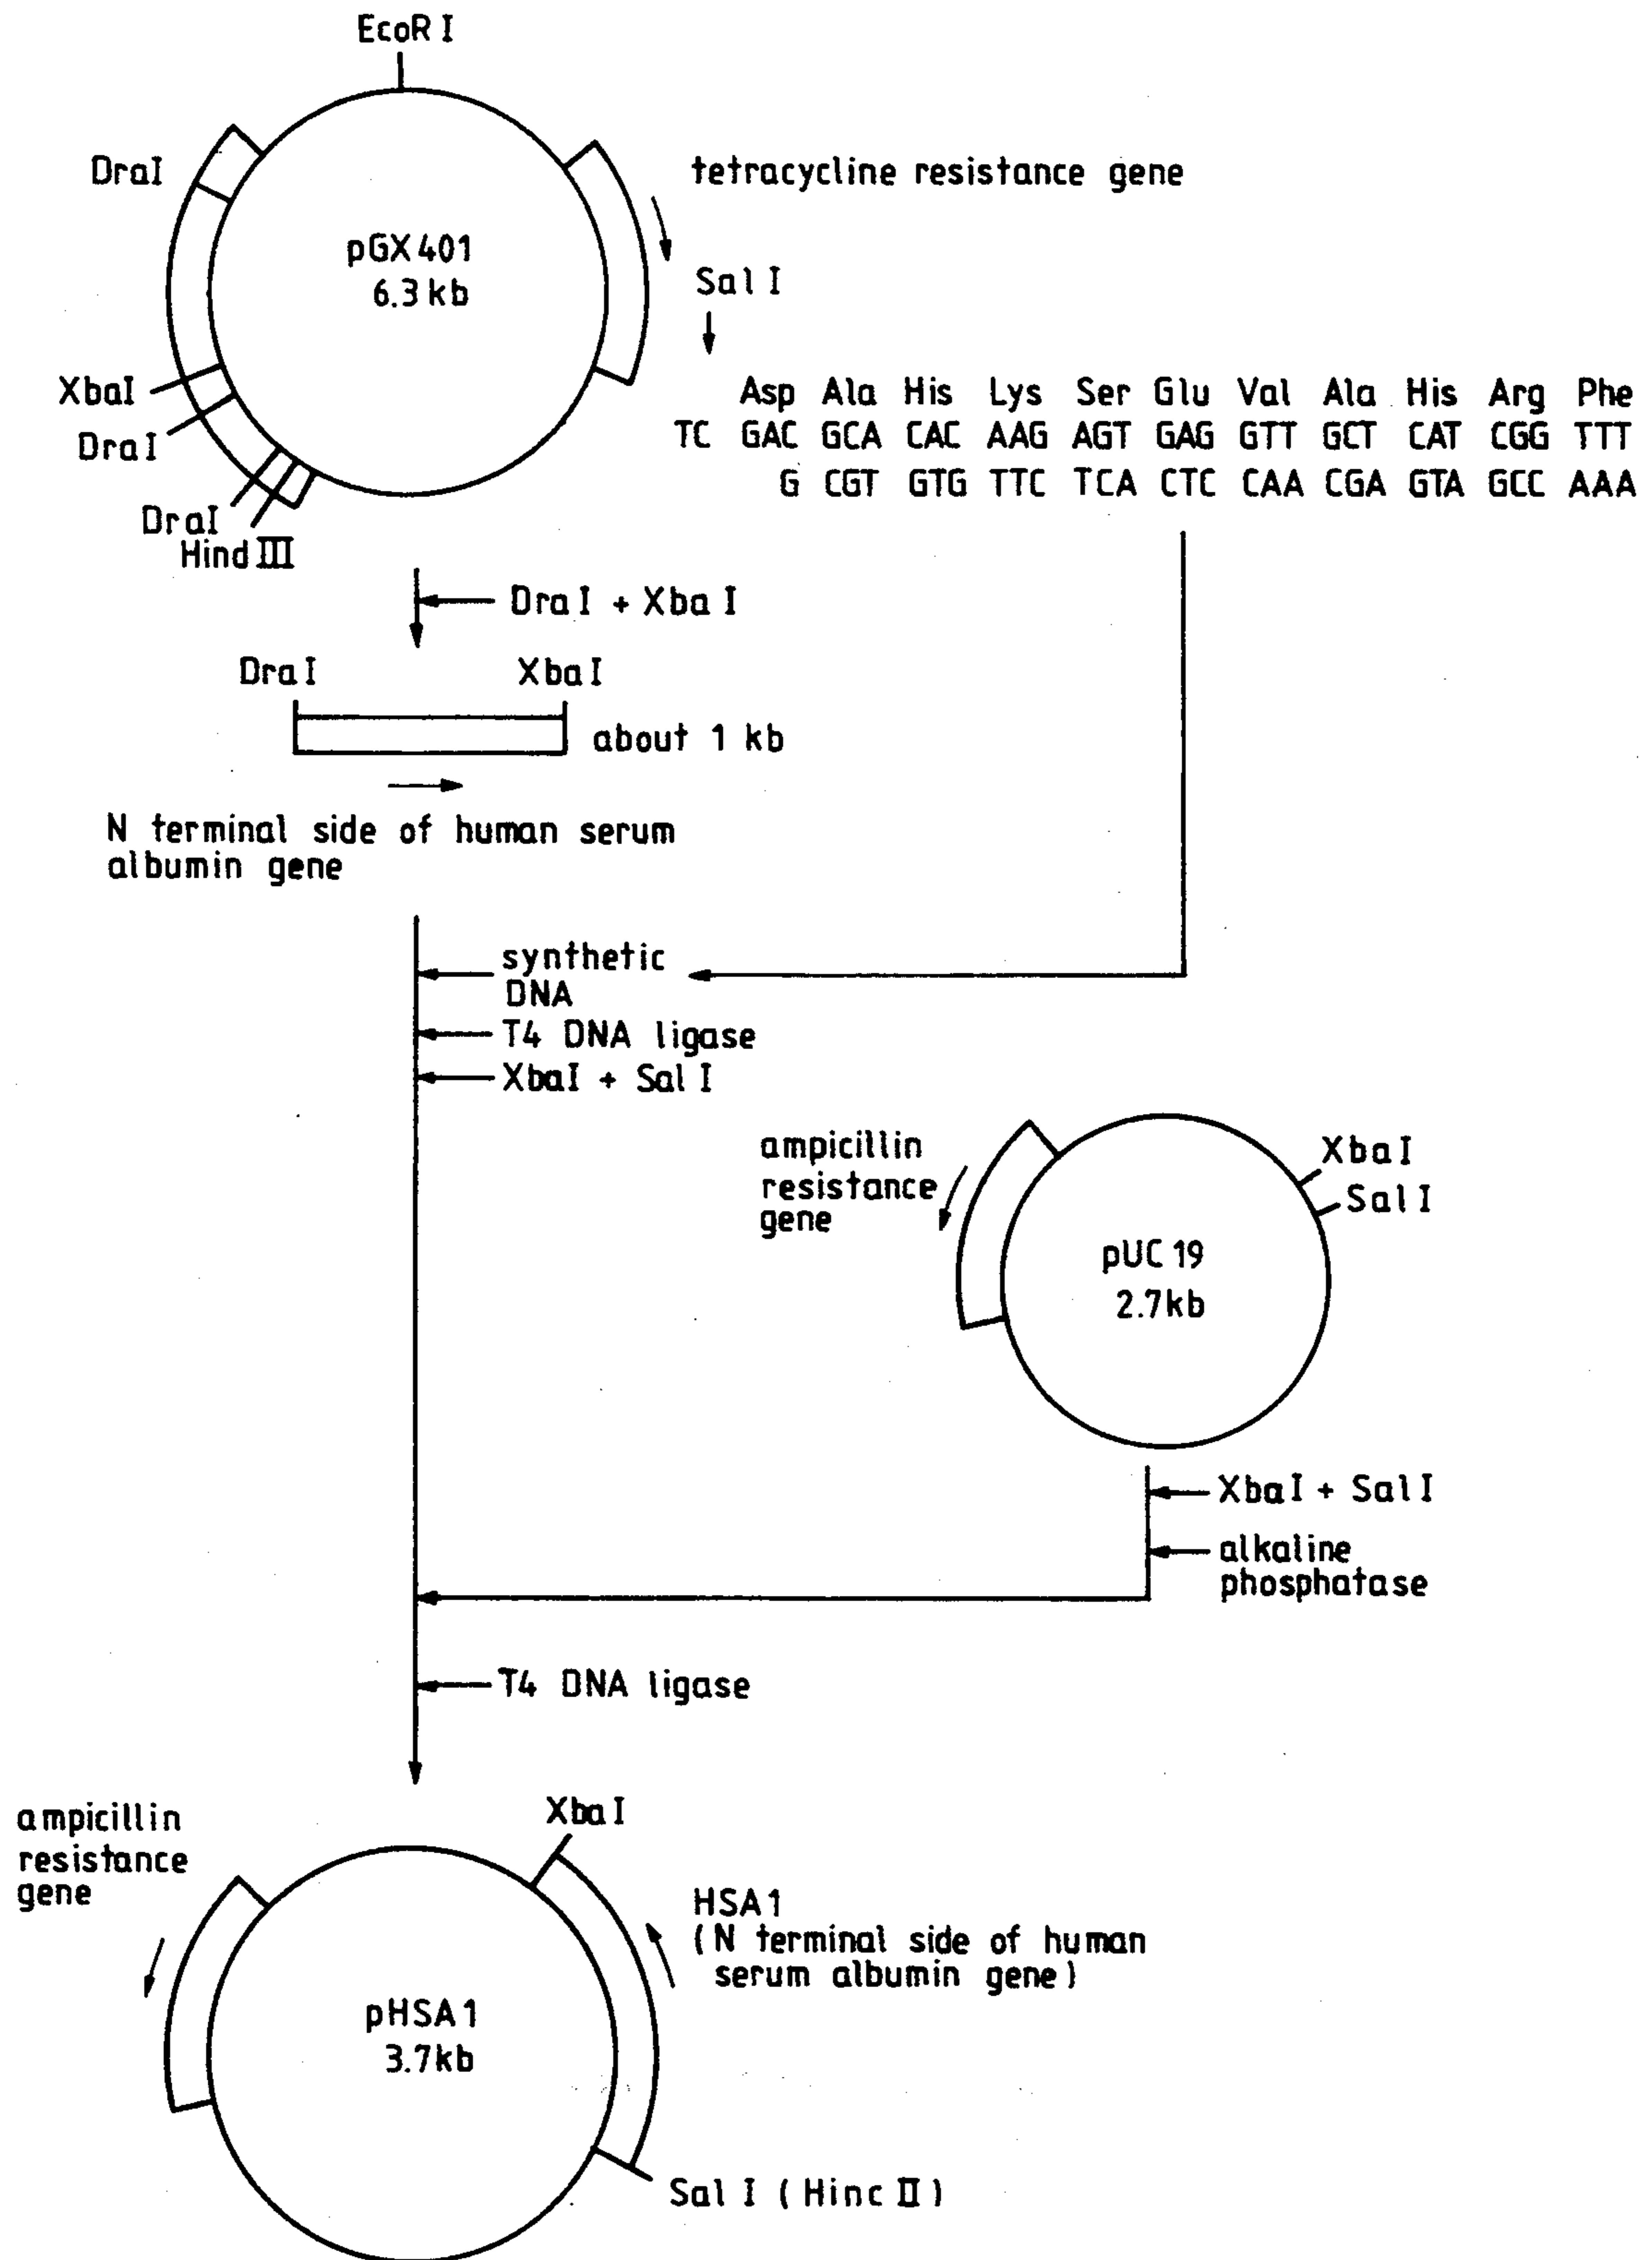 EcoR I
DraI
tetracycline resistance gene
pGX401
6.3 kb
Sal I
XbaI
DraI
Asp Ala His Lys Ser Glu Val Ala His Arg Phe
TC GAC GCA CAC AAG AGT GAG GTT GCT CAT CGG TTT
G CGT GTG TTC TCA CTC CAA CGA GTA GCC AAA
DraI
Hind III
DraI + XbaI
DraI
XbaI
about 1 kb
N terminal side of human serum
albumin gene
synthetic
DNA
T4 DNA ligase
XbaI + Sal I
ampicillin
resistance
gene
XbaI
Sal I
pUC 19
2.7kb
XbaI + Sal I
alkaline
phosphatase
T4 DNA ligase
ampicillin
resistance
gene
XbaI
HSA1
(N terminal side of human
serum albumin gene)
pHSA1
3.7kb
Sal I (Hinc II)